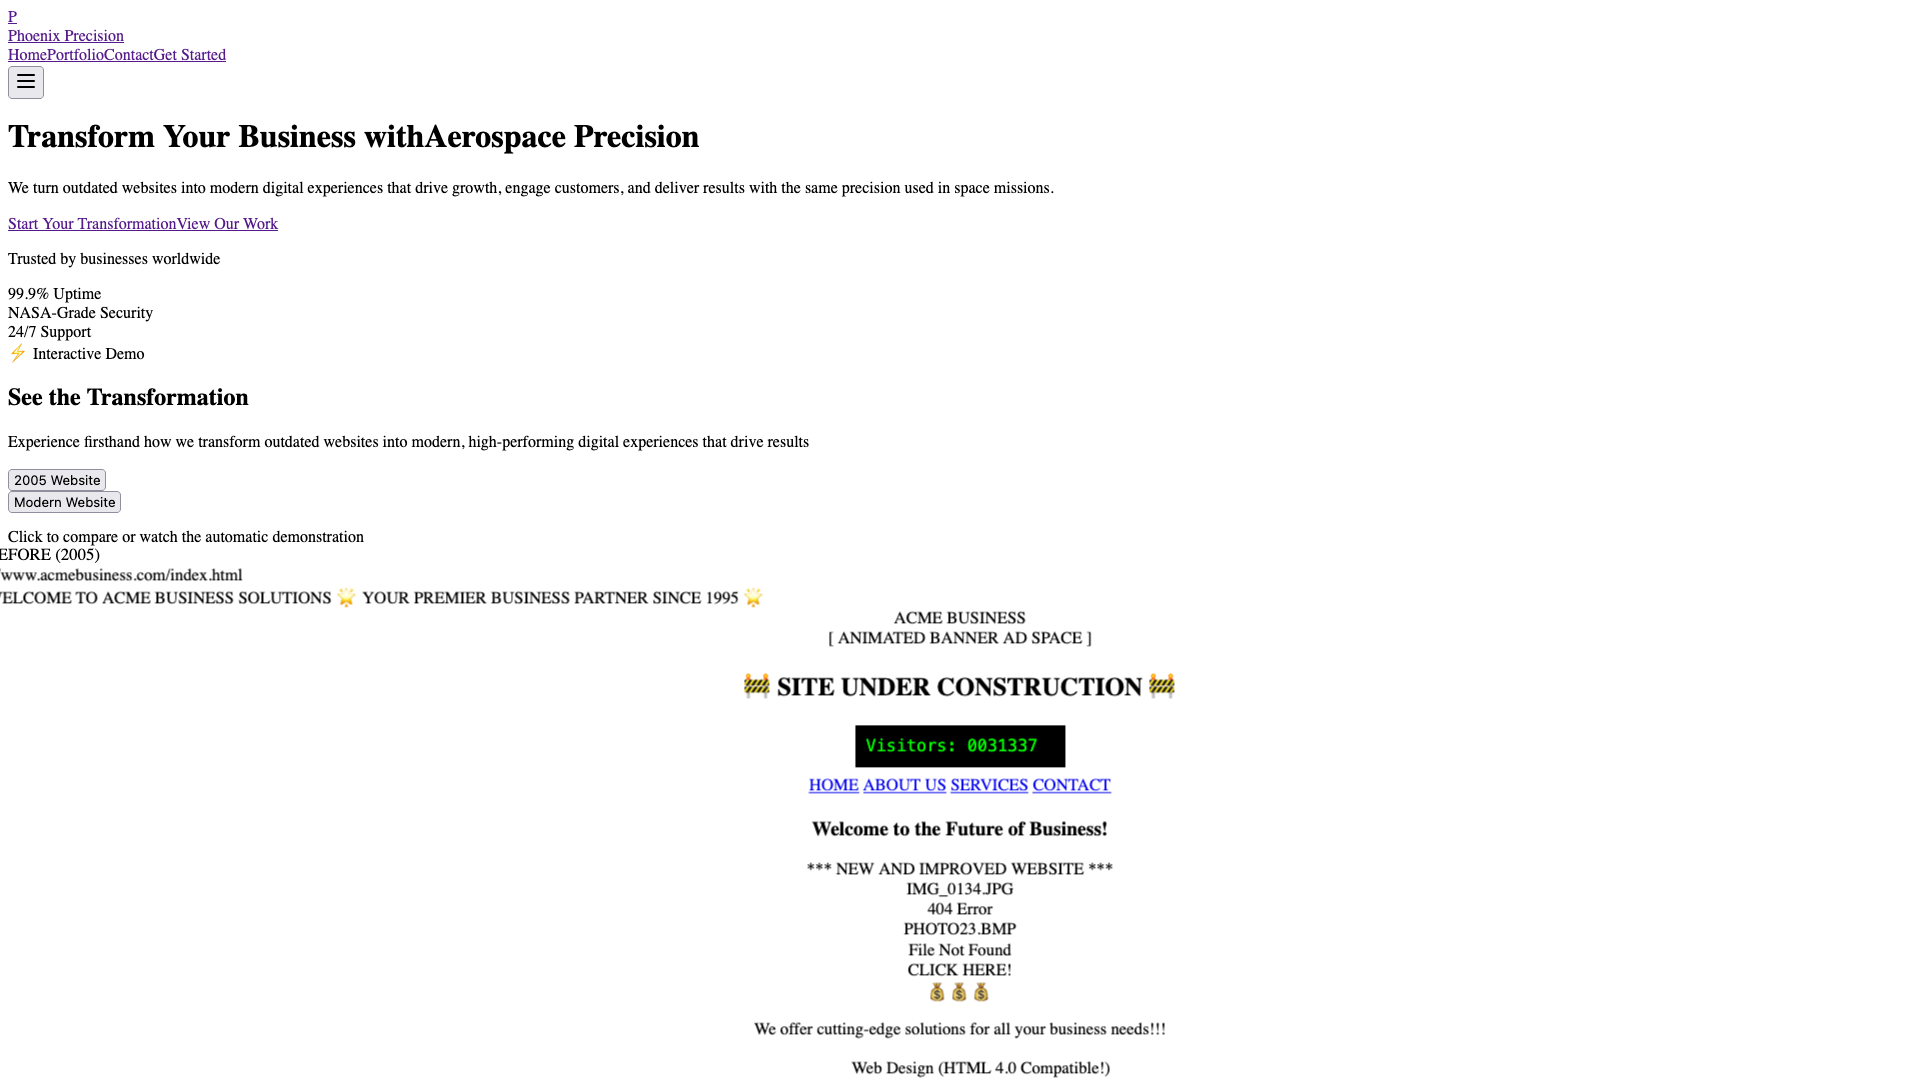 P
Phoenix Precision
HomePortfolioContactGet Started
Transform Your Business withAerospace Precision
We turn outdated websites into modern digital experiences that drive growth, engage customers, and deliver results with the same precision used in space missions.
Start Your TransformationView Our Work
Trusted by businesses worldwide
99.9% Uptime
NASA-Grade Security
24/7 Support
⚡ Interactive Demo
See the Transformation
Experience firsthand how we transform outdated websites into modern, high-performing digital experiences that drive results
2005 Website
Modern Website
Click to compare or watch the automatic demonstration
EFORE (2005)
www.acmebusiness.com/index.html
ELCOME TO ACME BUSINESS SOLUTIONS 🌟 YOUR PREMIER BUSINESS PARTNER SINCE 1995 🌟
ACME BUSINESS
[ ANIMATED BANNER AD SPACE ]
🚧 SITE UNDER CONSTRUCTION 🚧
Visitors: 0031337
HOME ABOUT US SERVICES CONTACT
Welcome to the Future of Business!
*** NEW AND IMPROVED WEBSITE ***
IMG_0134.JPG
404 Error
PHOTO23.BMP
File Not Found
CLICK HERE!
💰💰💰
We offer cutting-edge solutions for all your business needs!!!
Web Design (HTML 4.0 Compatible!)